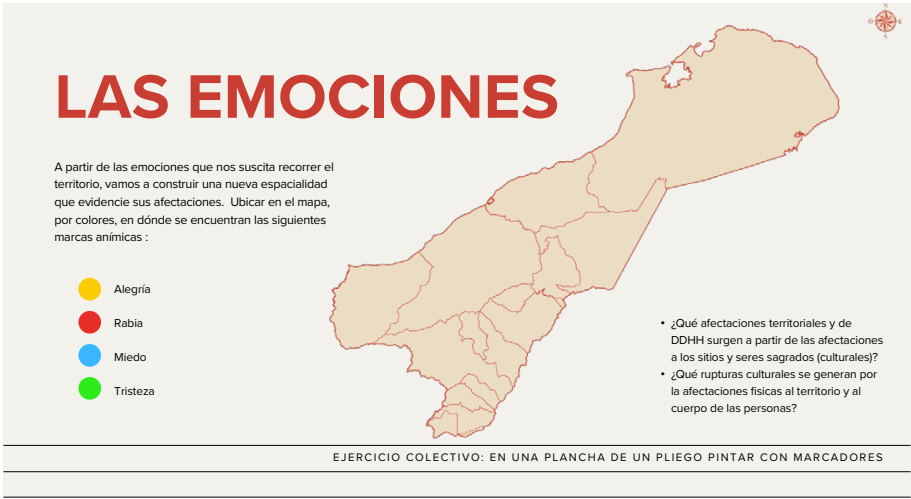 LAS EMOCIONES
A partir de las emociones que nos suscita recorrer el
territorio, vamos a construir una nueva espacialidad
que evidencie sus afectaciones. Ubicar en el mapa,
por colores, en dónde se encuentran las siguientes
marcas anímicas :
Alegría
Rabia
Miedo
Tristeza
• ¿Qué afectaciones territoriales y de
DDHH surgen a partir de las afectaciones
a los sitios y seres sagrados (culturales)?
• ¿Qué rupturas culturales se generan por
la afectaciones fisicas al territorio y al
cuerpo de las personas?
EJERCICIO COLECTIVO: EN UNA PLANCHA DE UN PLIEGO PINTAR CON MARCADORES